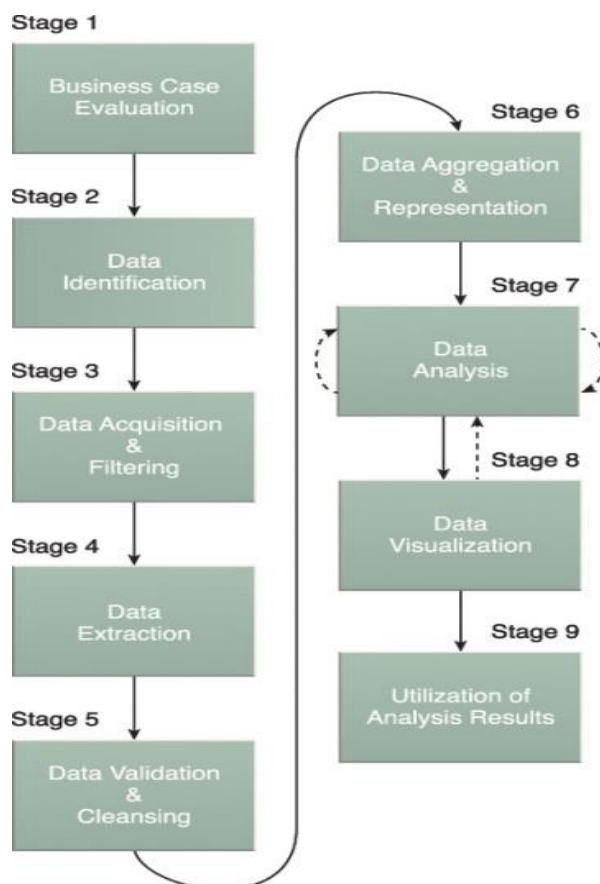 Stage 1
Business Case
Evaluation
Stage 2
Data
Identification
Stage 3
Data Acquisition
&
Filtering
Stage 4
Data
Extraction
Stage 5
Data Validation
&
Cleansing
Stage 6
Data Aggregation
&
Representation
Stage 7
Data
Analysis
Stage 8
Data
Visualization
Stage 9
Utilization of
Analysis Results